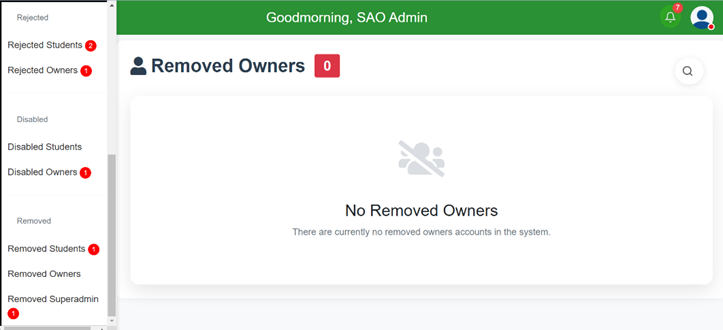 Goodmorning, SAO Admin
7
Rejected
Rejected Students 2
Rejected Owners 1
Disabled
Disabled Students
Disabled Owners 1
Removed
Removed Students 1
Removed Owners
Removed Superadmin
1
Removed Owners 0
No Removed Owners
There are currently no removed owners accounts in the system.